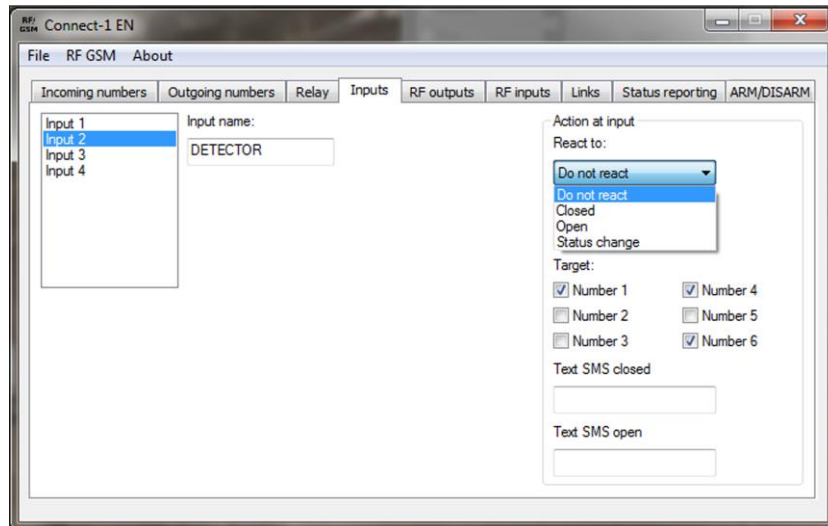 RF/
GSM Connect-1 EN
File RF GSM About
Incoming numbers Outgoing numbers Relay Inputs RF outputs RF inputs Links Status reporting ARM/DISARM
Input 1
Input 2
Input 3
Input 4
Input name:
DETECTOR
Action at input
React to:
Do not react
Do not react
Closed
Open
Status change
Target:
Number 1 Number 4
Number 2 Number 5
Number 3 Number 6
Text SMS closed
Text SMS open